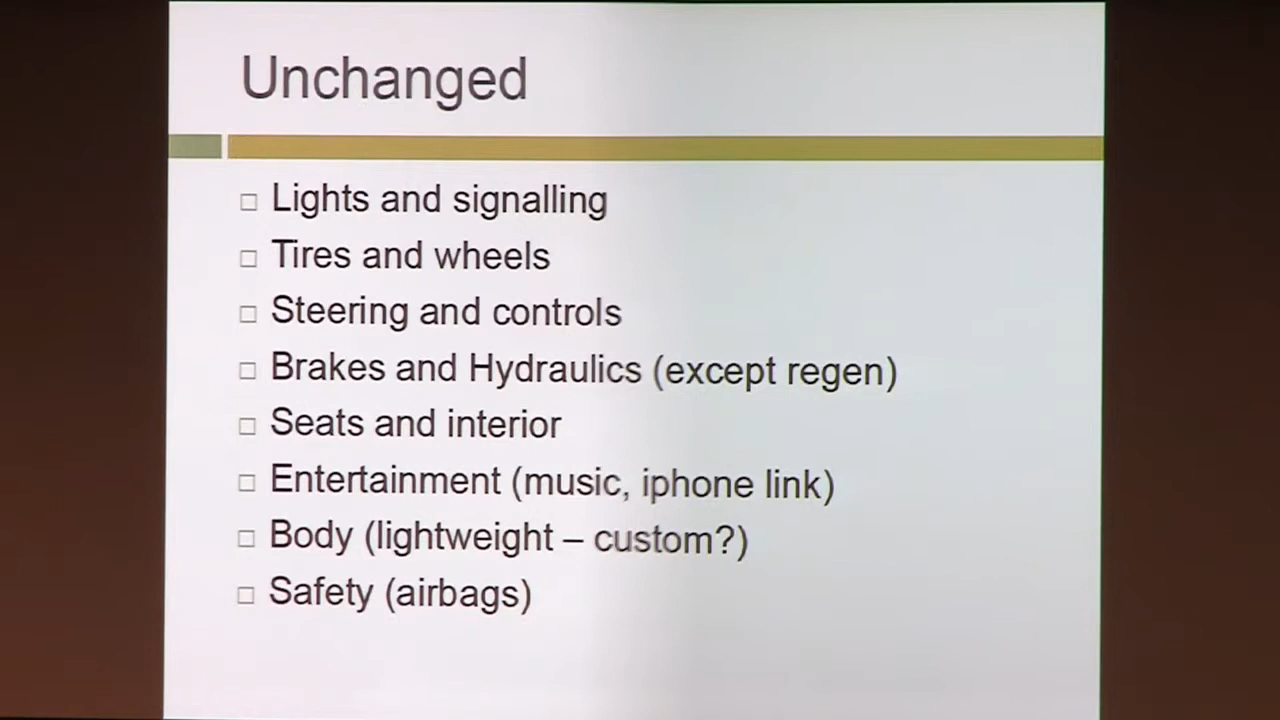 Unchanged
Lights and signalling
Tires and wheels
Steering and controls
Brakes and Hydraulics (except regen)
Seats and interior
Entertainment (music, iphone link)
Body (lightweight – custom?)
Safety (airbags)